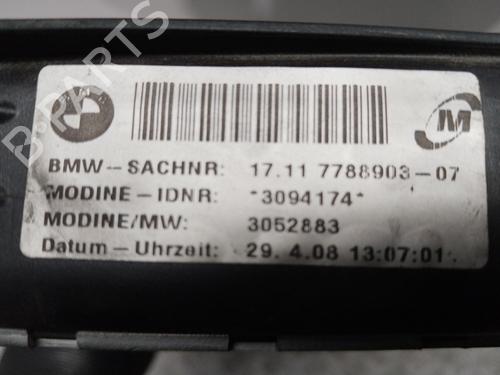 B-PARTS
M
BMW-SACHNR: 17.11 7788903-07
MODINE-IDNR: *3094174*
MODINE/MW: 3052883
Datum-Uhrzeit: 29. 4.08 13:07:01